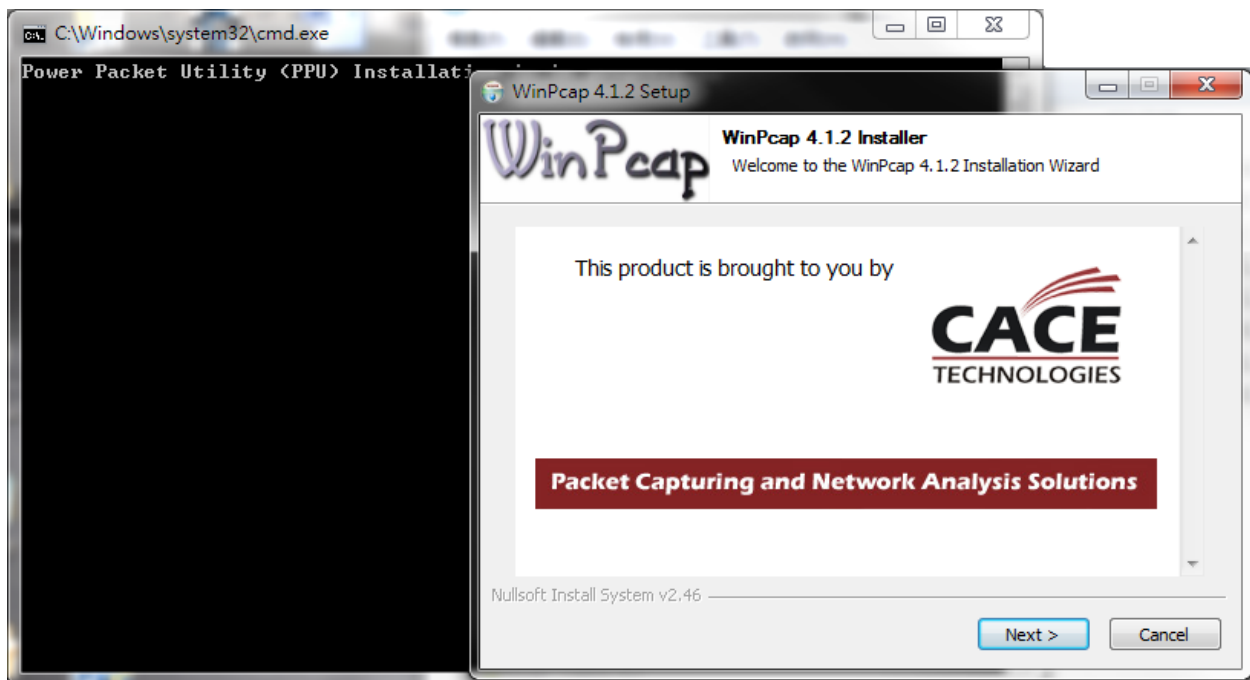 C:\Windows\system32\cmd.exe
Power Packet Utility (PPU)
WinPcap 4.1.2 Setup
WinPcap
WinPcap 4.1.2 Installer
Welcome to the WinPcap 4.1.2 Installation Wizard
This product is brought to you by
CACE
TECHNOLOGIES
Packet Capturing and Network Analysis Solutions
Nullsoft Install System v2.46
Next >
Cancel